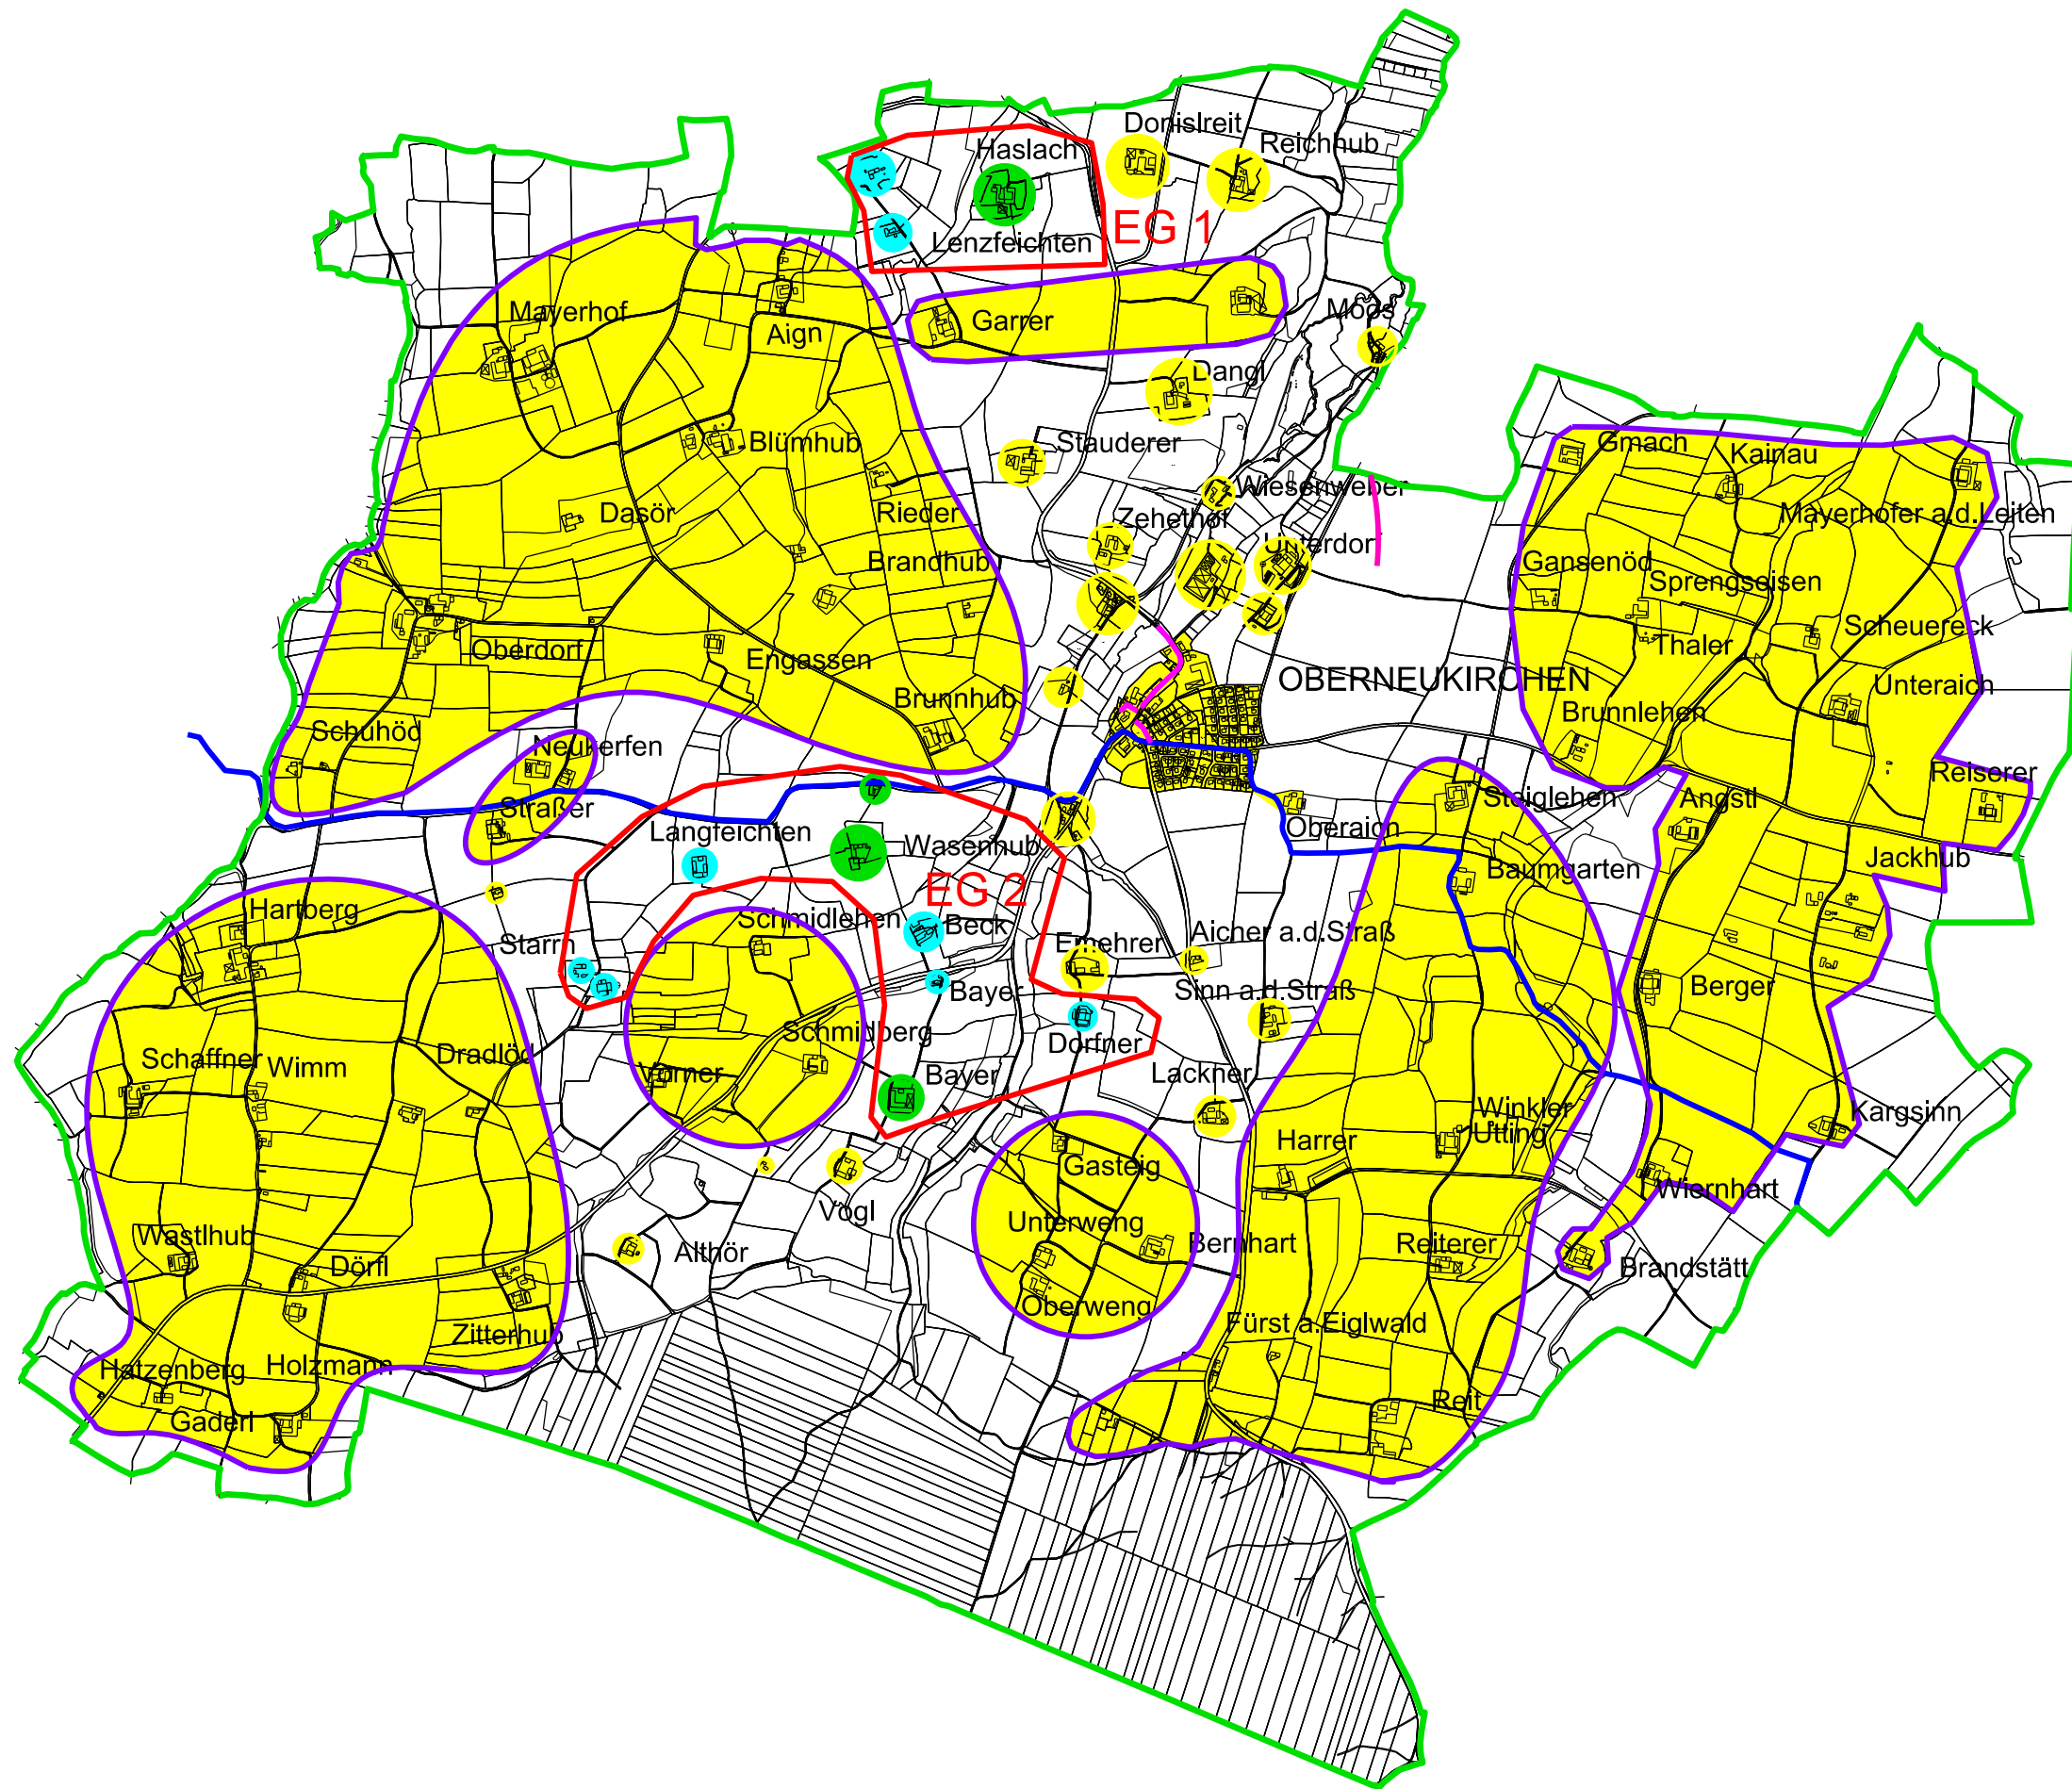 Donislreit
Reichhub
Haslach
EG 1
Lenzfeichten
Mayerhof
Garrer
Moos
Aign
Dangl
Blümhub
Stauderer
Gmach
Kainau
Wiesenweber
Dasör
Rieder
Mayerhofer a.d.Leiten
Zehethof
Unterdorf
Brandhub
Gansenöd
Sprengseisen
Scheuereck
Oberdorf
Engassen
Thaler
OBERNEUKIRCHEN
Unteraich
Brunnhub
Brunnlehen
Schuhöd
Neukerfen
Reiserer
Straßer
Steiglehen
Angstl
Langfeichten
Oberaich
Wasenhub
Jackhub
Baumgarten
EG 2
Hartberg
Schmidlehen
Beck
Aicher a.d.Straß
Starrn
Emehrer
Bayer
Sinn a.d.Straß
Berger
Schmidberg
Dorfner
Schaffner
Wimm
Dradlöd
Vorner
Bayer
Lackner
Winkler
Kargsinn
Utting
Harrer
Gasteig
Wiernhart
Vogl
Unterweng
Wastlhub
Althör
Bernhart
Reiterer
Dörfl
Brandstätt
Oberweng
Fürst a.Eiglwald
Zitterhub
Hatzenberg
Holzmann
Reit
Gaderl